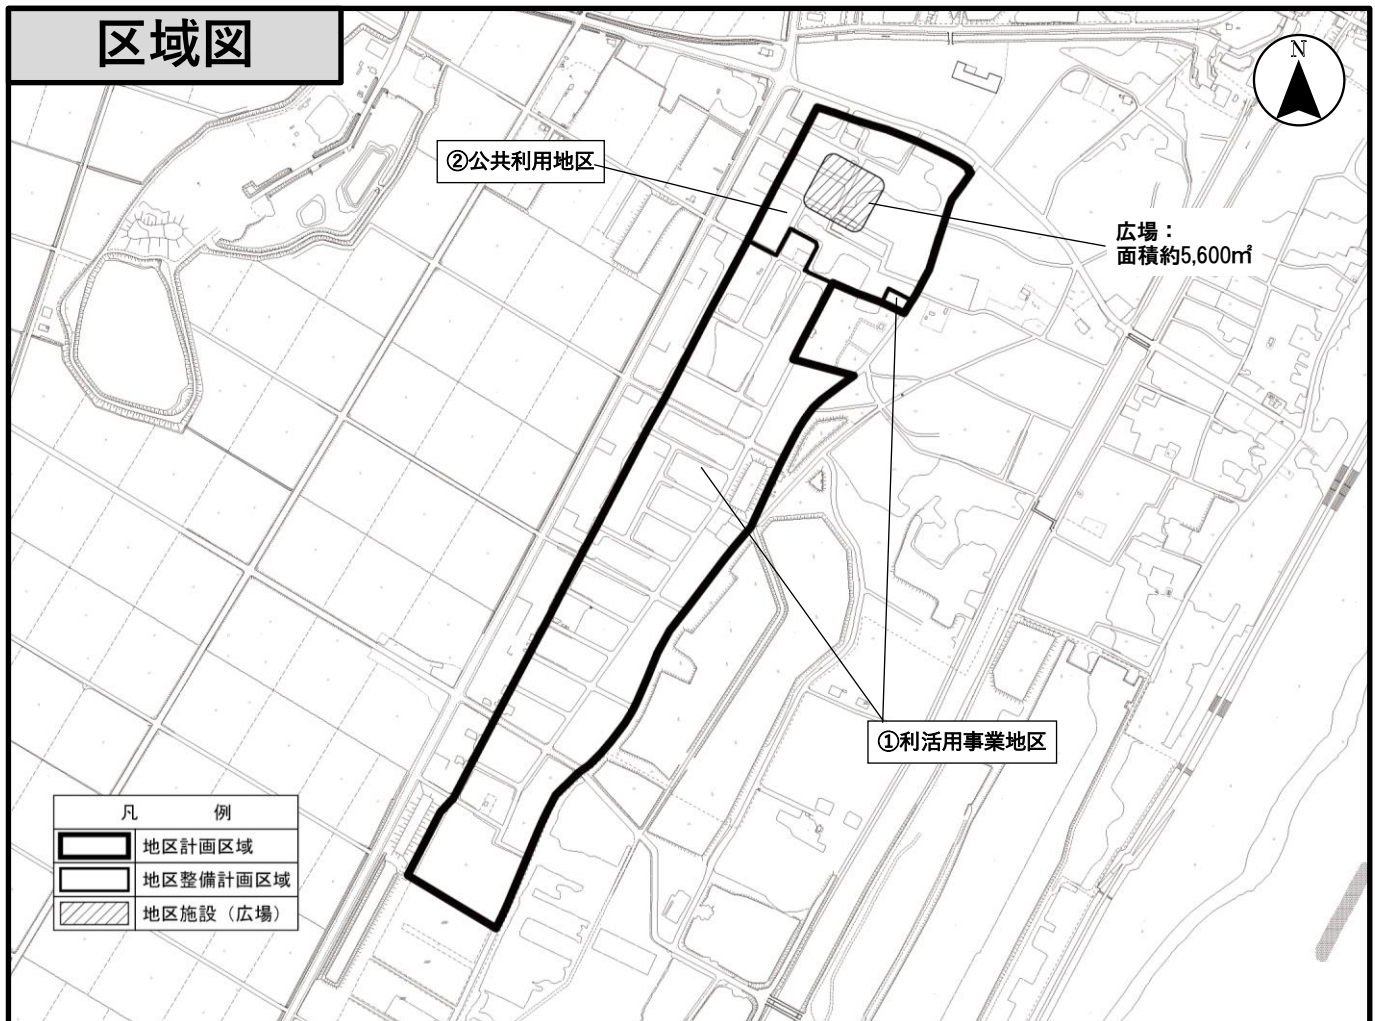 区域図
N
②公共利用地区
広場：
面積約5,600㎡
①利活用事業地区
凡 例
地区計画区域
地区整備計画区域
地区施設（広場）